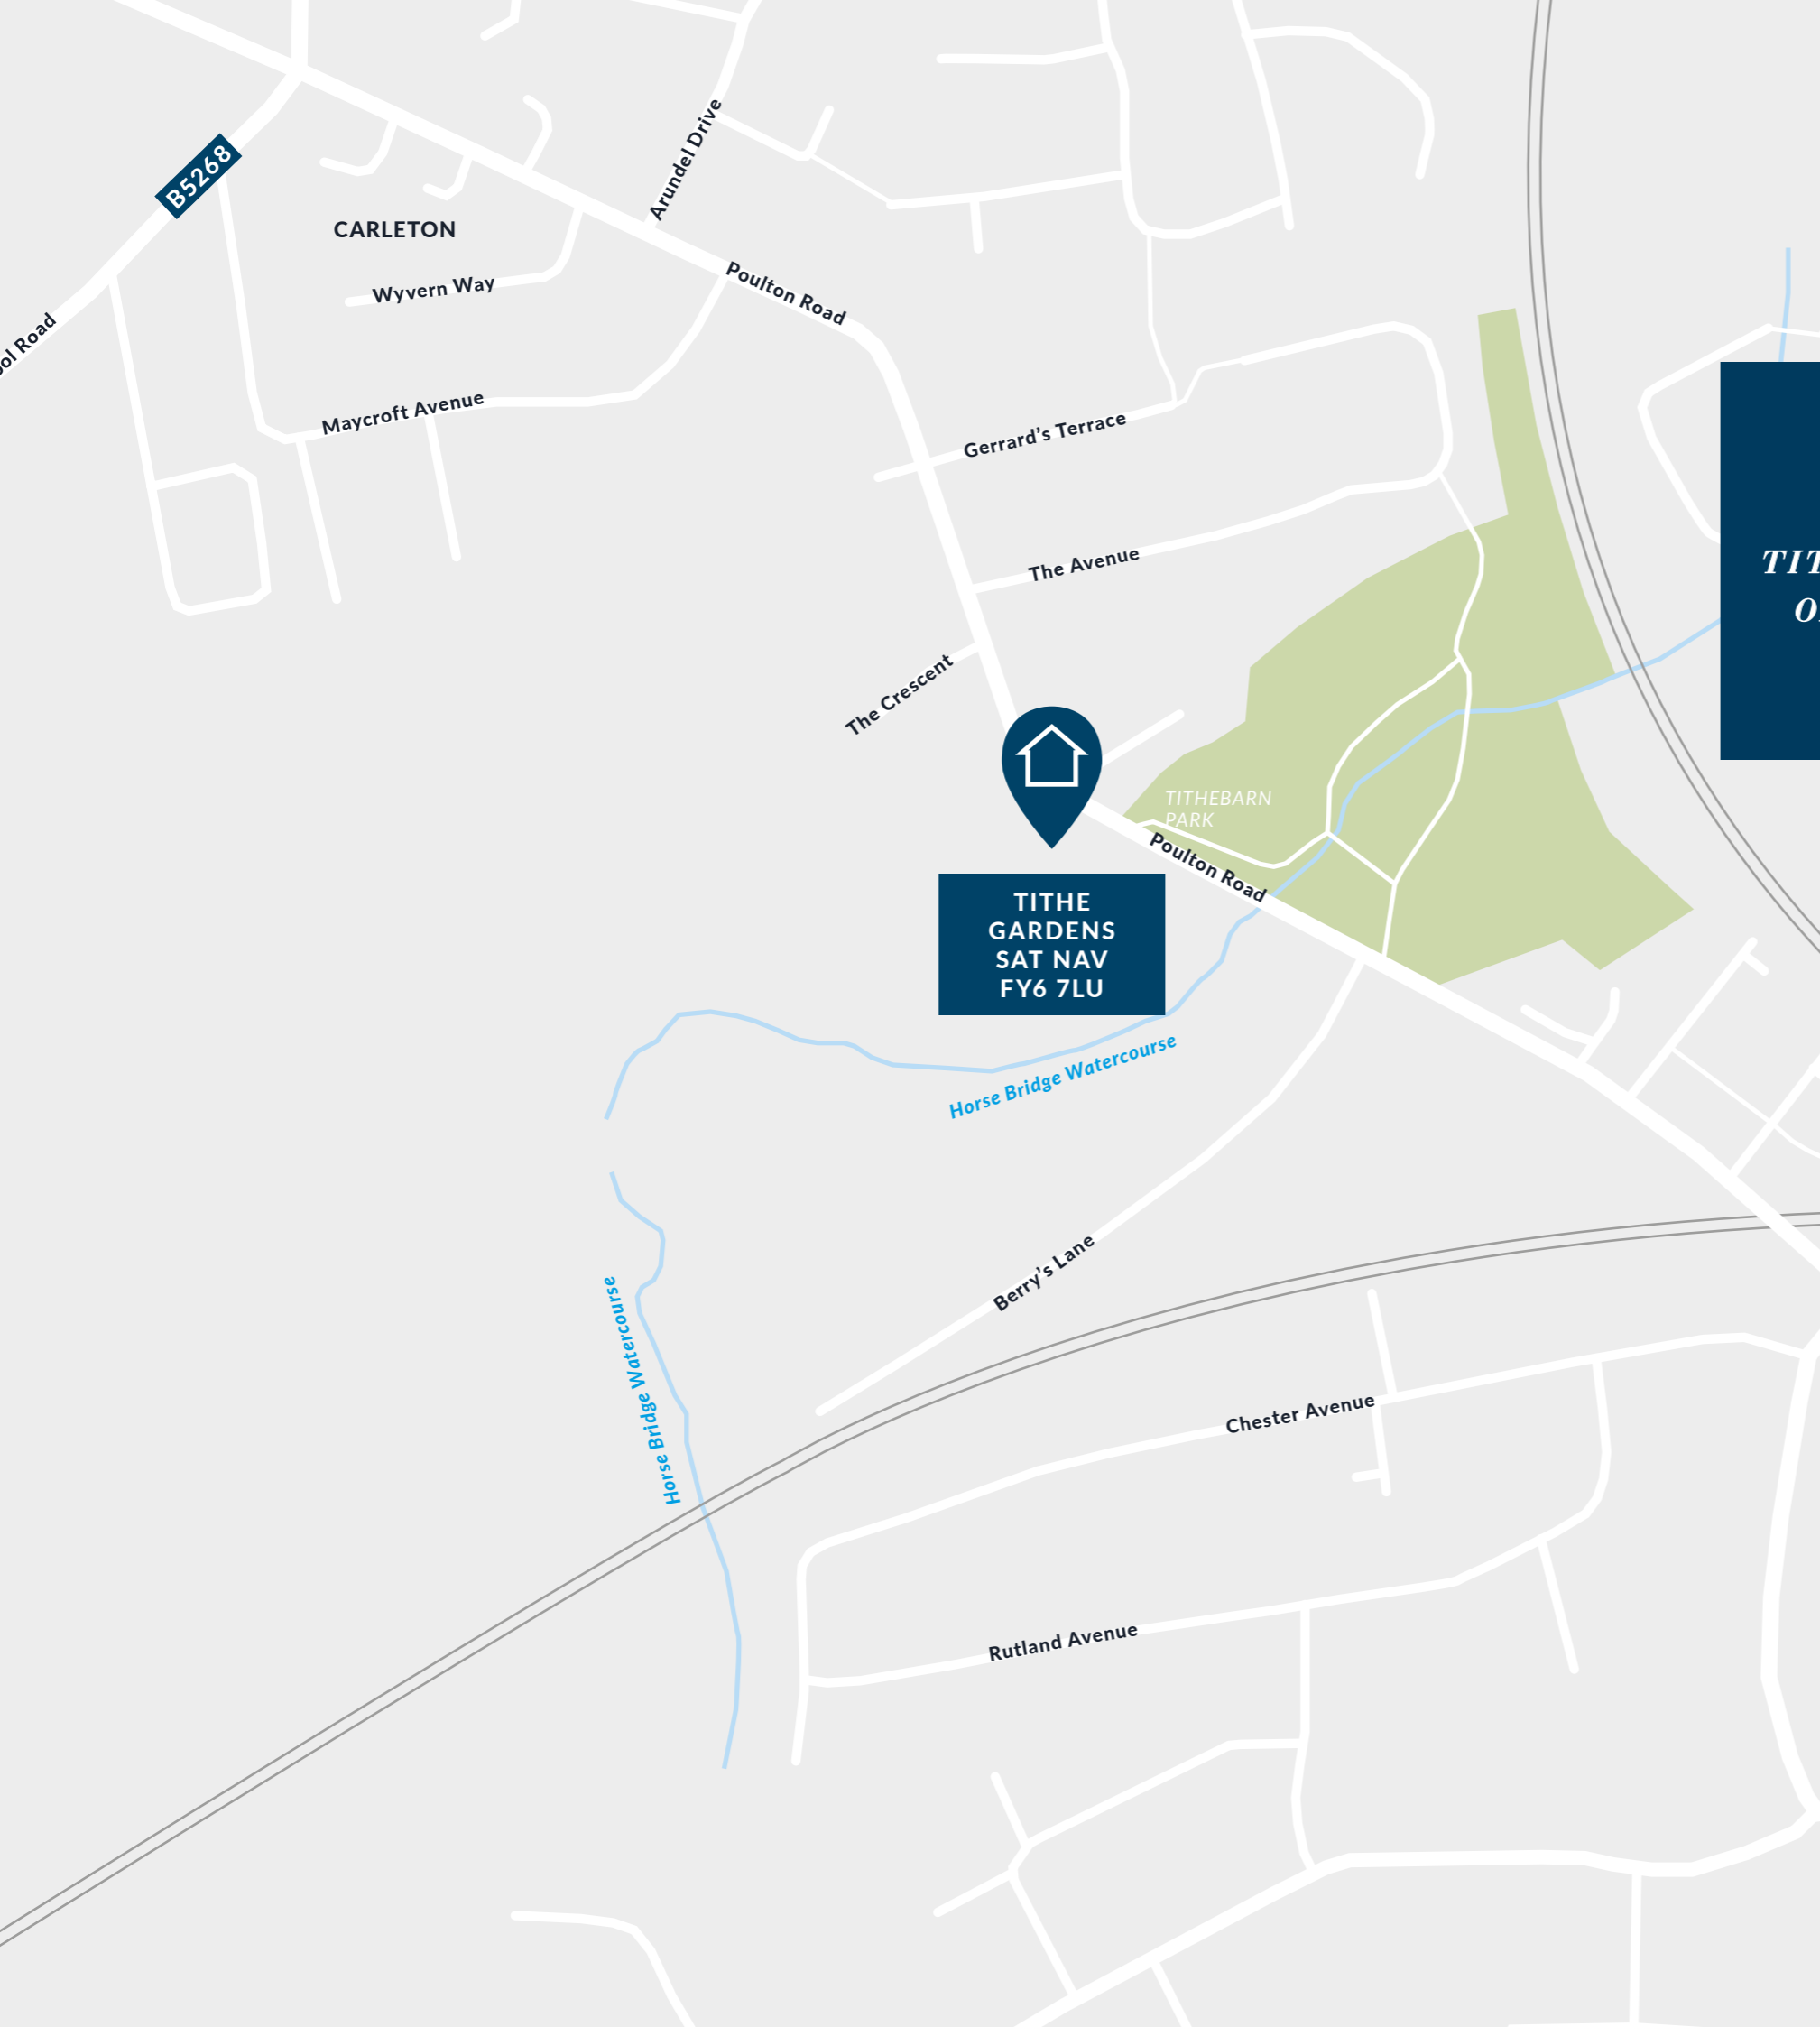 B5268
Arundel Drive
CARLETON
Poulton Road
Wyvern Way
ol Road
Maycroft Avenue
Gerrard’s Terrace
The Avenue
TIT
The Crescent
TITHEBARN
PARK
Poulton Road
TITHE
GARDENS
SAT NAV
FY6 7LU
Horse Bridge Watercourse
Berry’s Lane
Horse Bridge Watercourse
Chester Avenue
Rutland Avenue